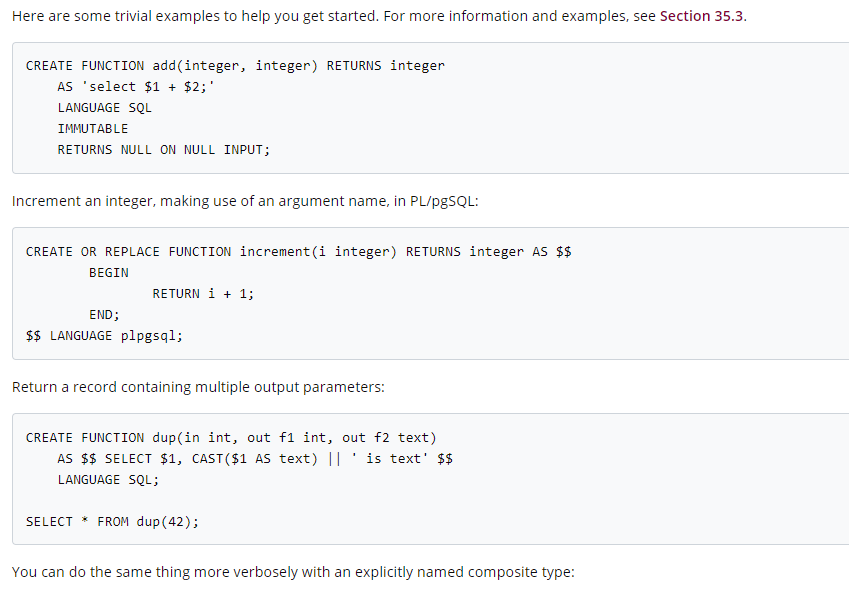 Here are some trivial examples to help you get started. For more information and examples, see Section 35.3.
CREATE FUNCTION add(integer, integer) RETURNS integer
    AS 'select $1 + $2;'
    LANGUAGE SQL
    IMMUTABLE
    RETURNS NULL ON NULL INPUT;
Increment an integer, making use of an argument name, in PL/pgSQL:
CREATE OR REPLACE FUNCTION increment(i integer) RETURNS integer AS $$
        BEGIN
                RETURN i + 1;
        END;
$$ LANGUAGE plpgsql;
Return a record containing multiple output parameters:
CREATE FUNCTION dup(in int, out f1 int, out f2 text)
    AS $$ SELECT $1, CAST($1 AS text) || ' is text' $$
    LANGUAGE SQL;
SELECT * FROM dup(42);
You can do the same thing more verbosely with an explicitly named composite type: